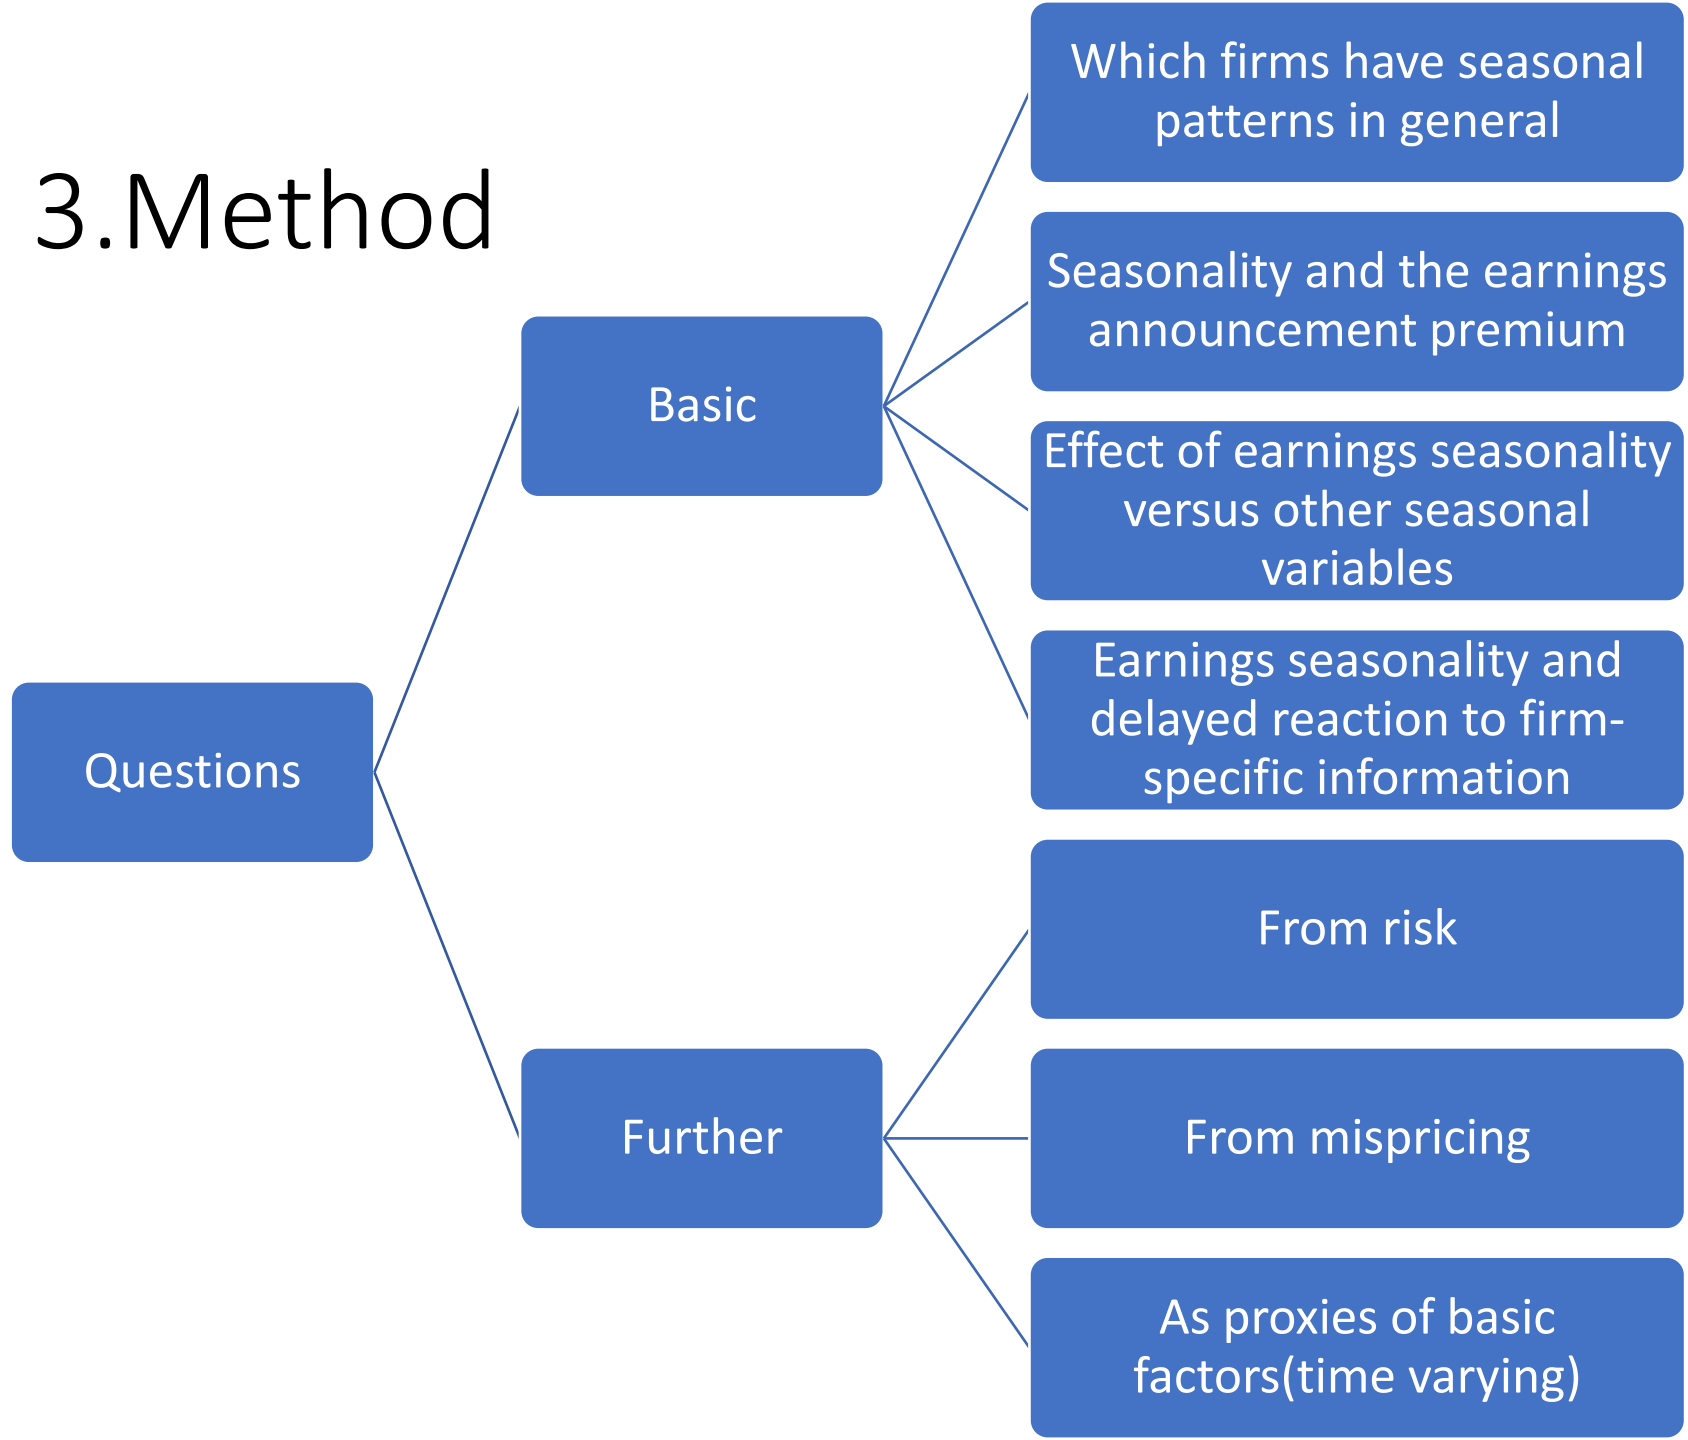 3.Method
Questions
Basic
Which firms have seasonal
patterns in general
Seasonality and the earnings
announcement premium
Effect of earnings seasonality
versus other seasonal
variables
Earnings seasonality and
delayed reaction to firm-
specific information
Further
From risk
From mispricing
As proxies of basic
factors(time varying)